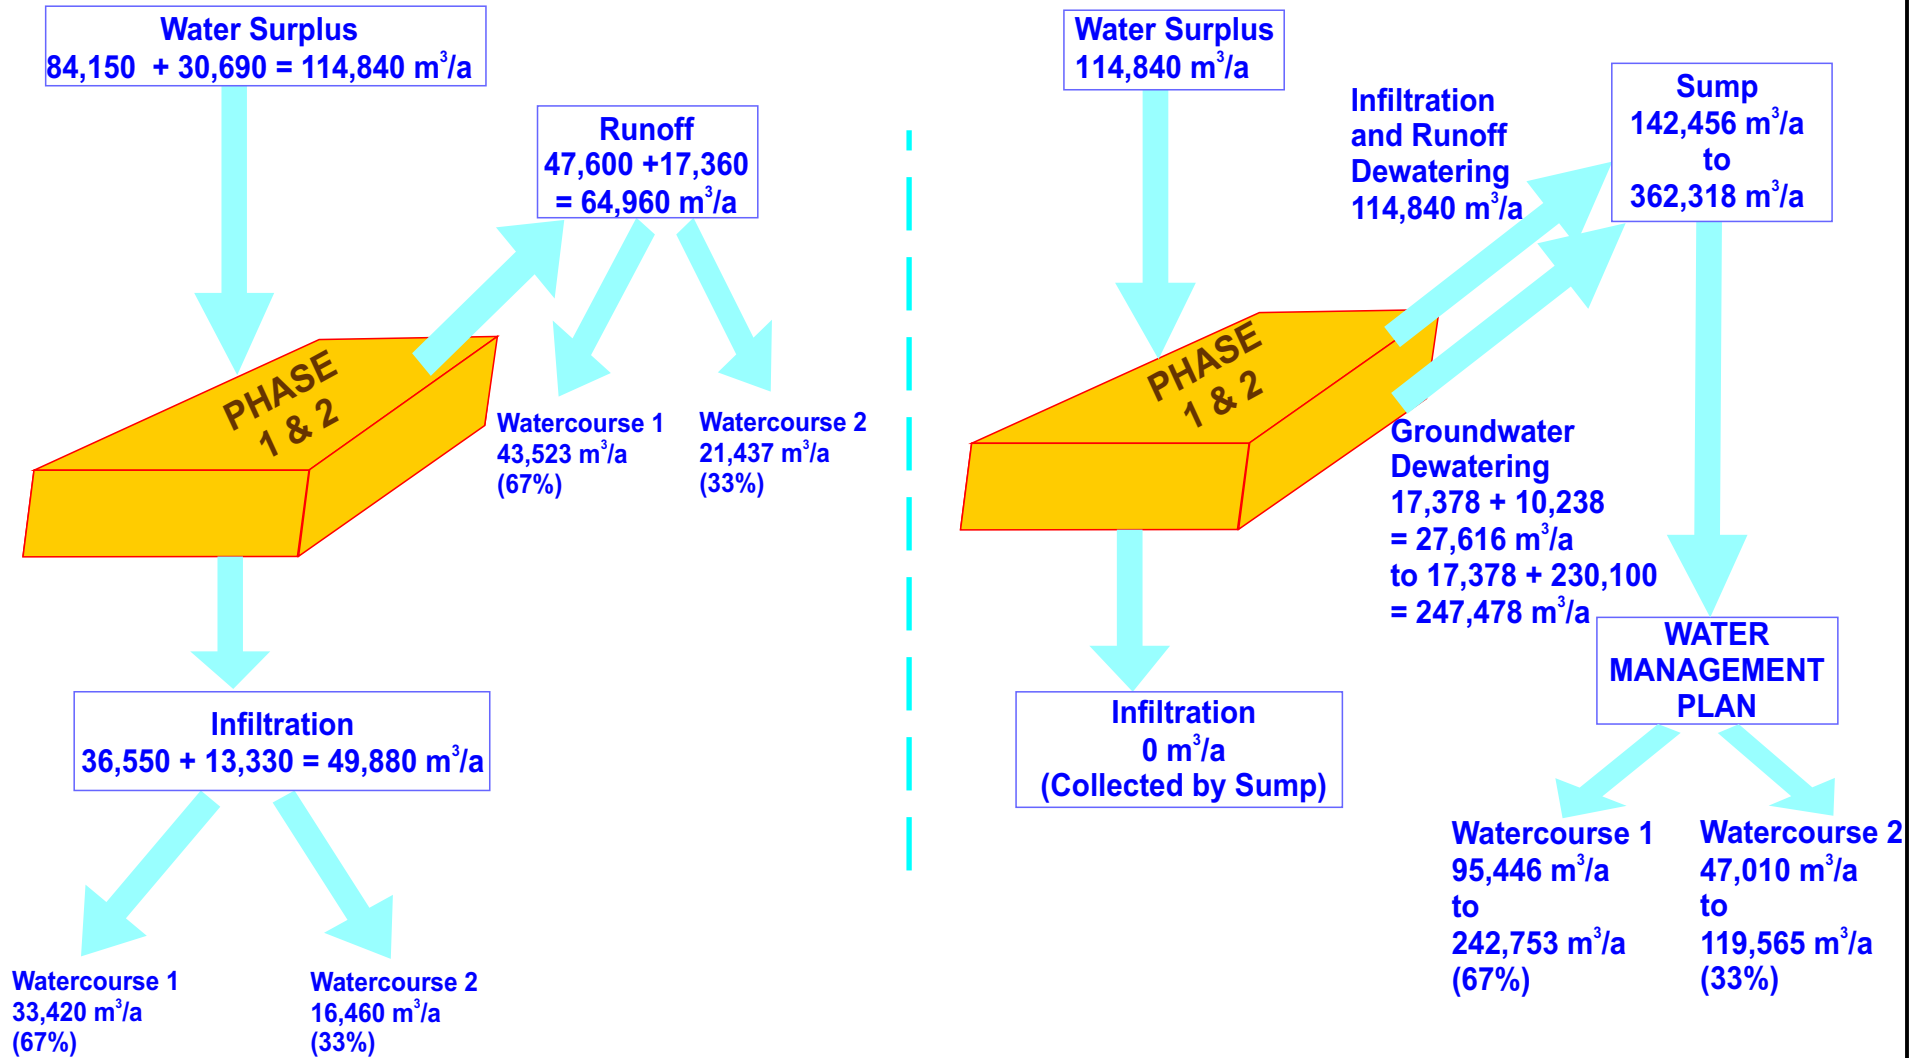 Water Surplus
84,150 + 30,690 = 114,840 m³/a
Runoff
47,600 +17,360
= 64,960 m³/a
PHASE
1 & 2
Watercourse 1
43,523 m³/a
(67%)
Watercourse 2
21,437 m³/a
(33%)
Infiltration
36,550 + 13,330 = 49,880 m³/a
Watercourse 1
33,420 m³/a
(67%)
Watercourse 2
16,460 m³/a
(33%)
Water Surplus
114,840 m³/a
Infiltration
and Runoff
Dewatering
114,840 m³/a
Sump
142,456 m³/a
to
362,318 m³/a
PHASE
1 & 2
Groundwater
Dewatering
17,378 + 10,238
= 27,616 m³/a
to 17,378 + 230,100
= 247,478 m³/a
Infiltration
0 m³/a
(Collected by Sump)
WATER
MANAGEMENT
PLAN
Watercourse 1
95,446 m³/a
to
242,753 m³/a
(67%)
Watercourse 2
47,010 m³/a
to
119,565 m³/a
(33%)